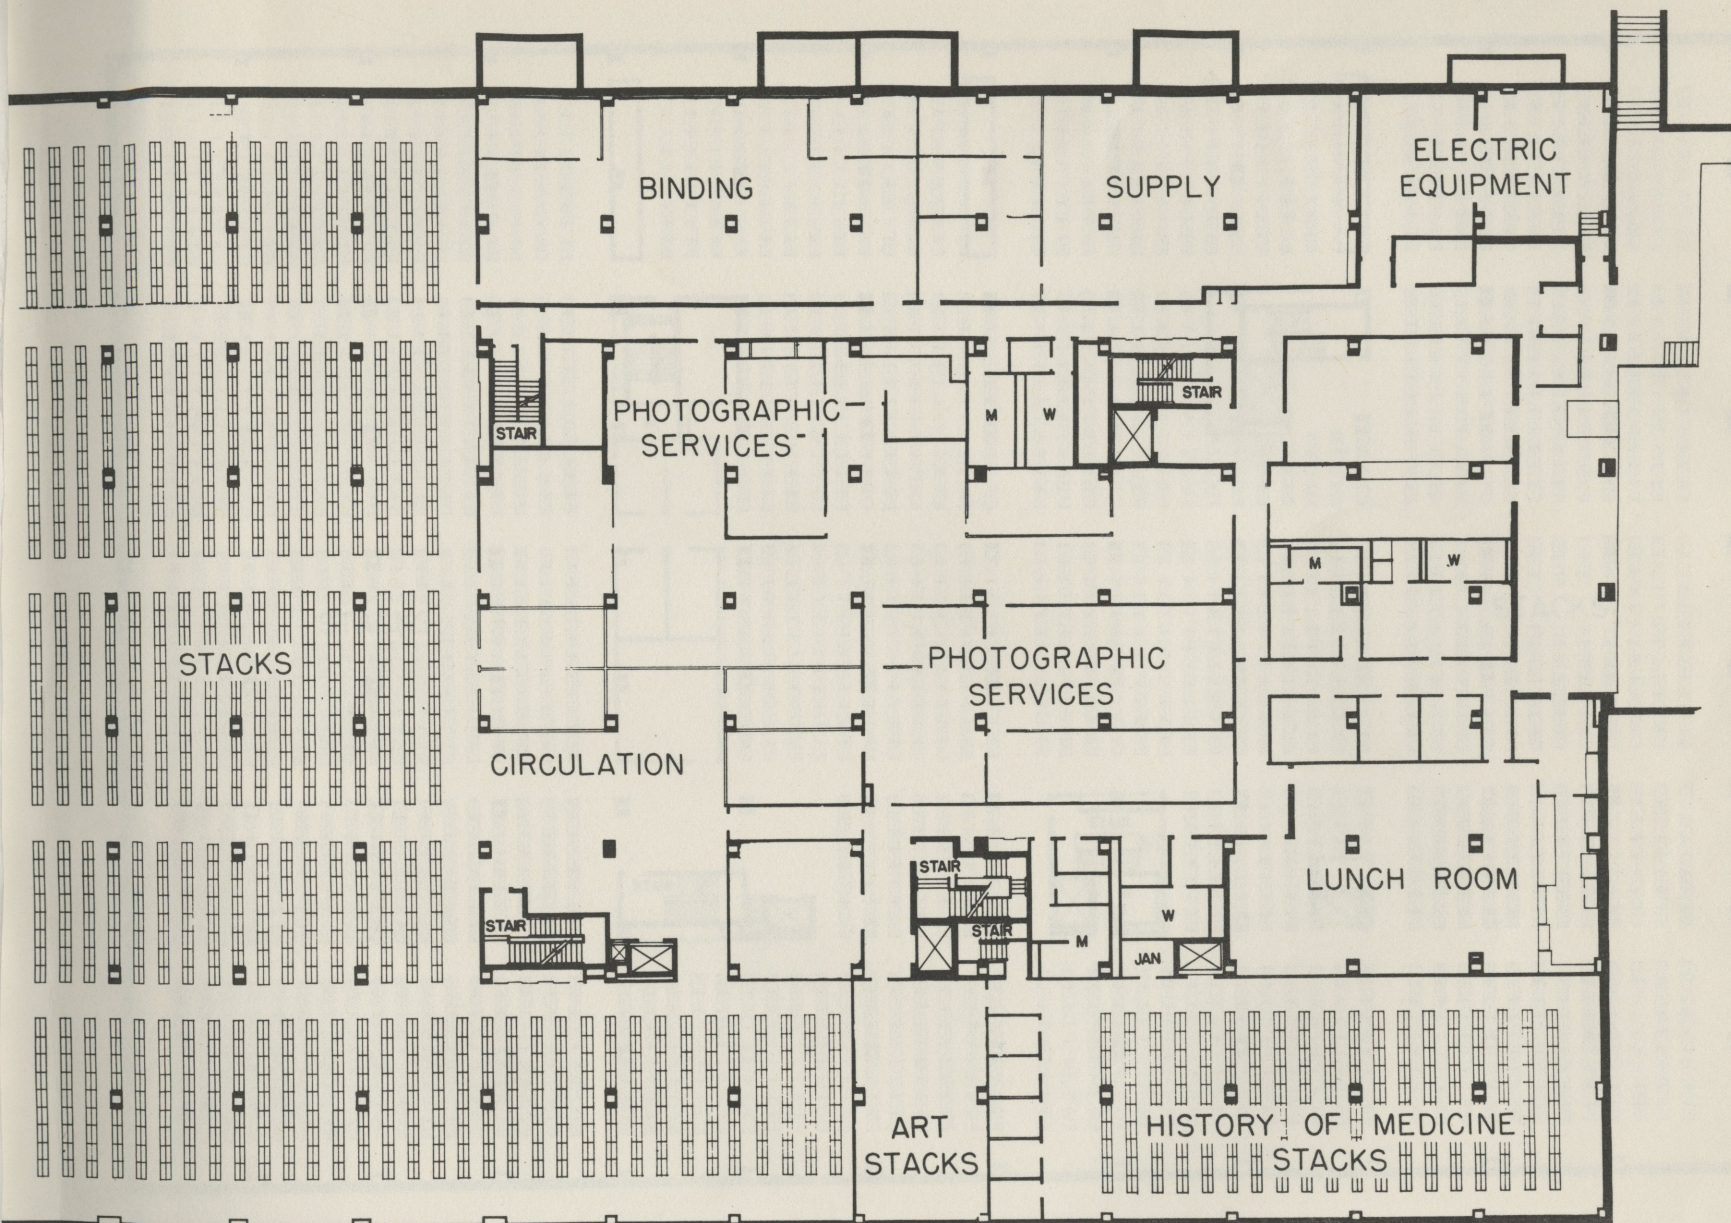 ELECTRIC
EQUIPMENT
BINDING
SUPPLY
PHOTOGRAPHIC
SERVICES
STAIR
M
W
STAIR
M
W
STACKS
PHOTOGRAPHIC
SERVICES
CIRCULATION
STAIR
LUNCH ROOM
STAIR
W
STAIR
M
JAN
ART
STACKS
HISTORY OF MEDICINE
STACKS